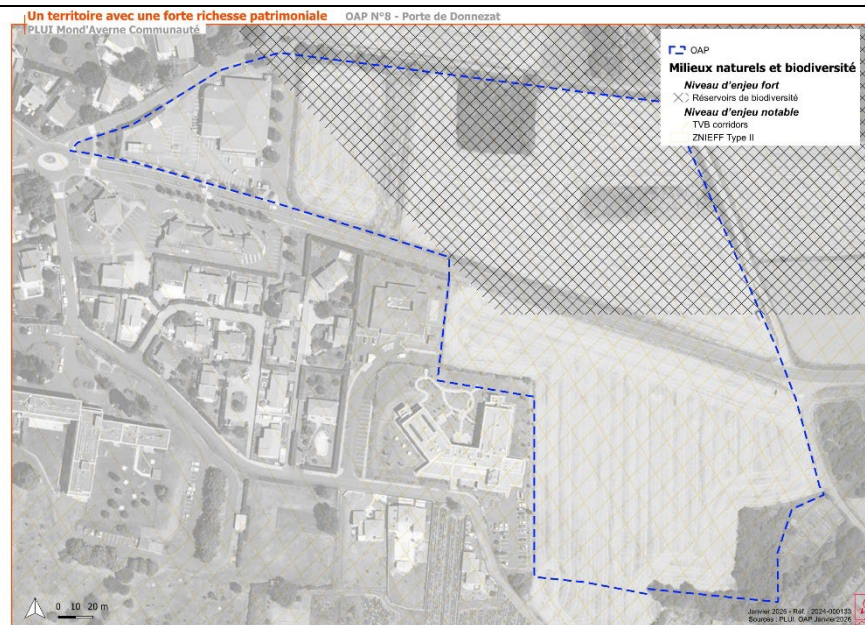 Un territoire avec une forte richesse patrimoniale OAP N°8 - Porte de Donnezat
PLUI Mond'Averne Communauté
OAP
Milieux naturels et biodiversité
Niveau d'enjeu fort
Réservoirs de biodiversité
Niveau d'enjeu notable
TVB corridors
ZNIEFF Type II
0 10 20 m
Janvier 2026 - Réf. : 2024-000133
Sources : PLUI, OAP Janvier2026